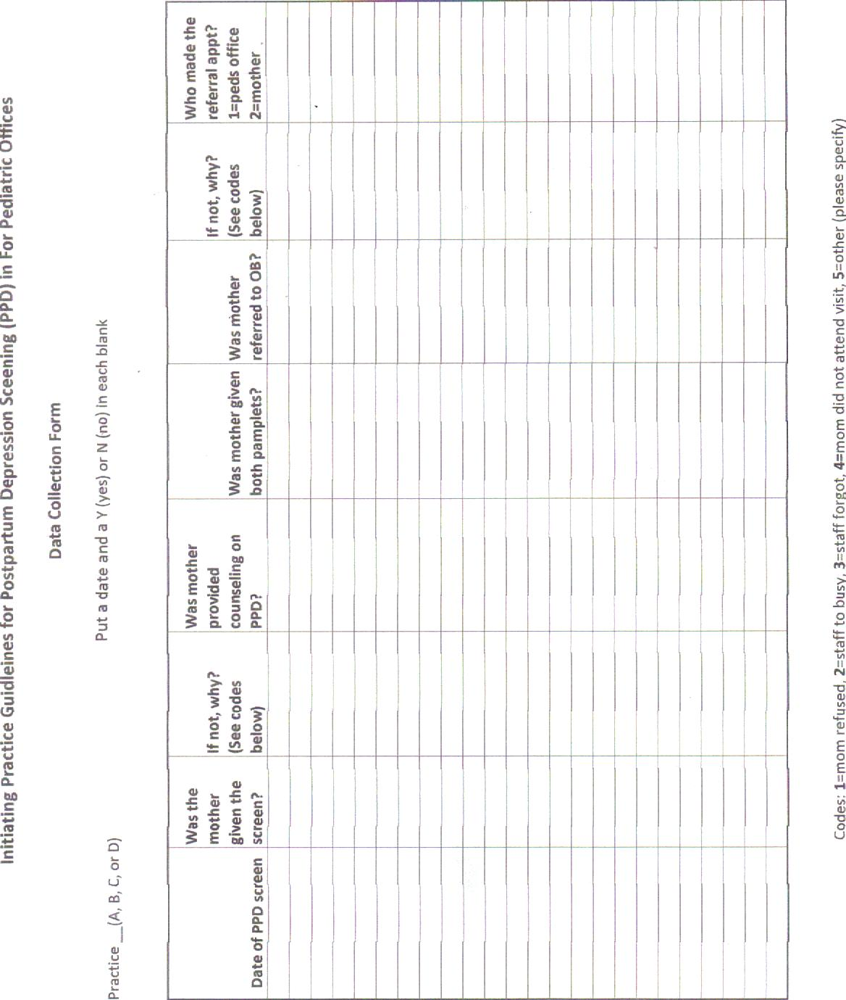 Initiating Practice Guidleines for Postpartum Depression Sceening (PPD) in For Pediatric Offices
Data Collection Form
Put a date and a Y (yes) or N (no) in each blank
Practice __(A, B, C, or D)
Date of PPD screen
Was the
mother
given the
screen?
If not, why?
(See codes
below)
Was mother
provided
counseling on
PPD?
Was mother given
both pamplets?
Was mother
referred to OB?
If not, why?
(See codes
below)
Who made the
referral appt?
1=peds office
2=mother
Codes: 1=mom refused, 2=staff to busy, 3=staff forgot, 4=mom did not attend visit, 5=other (please specify)